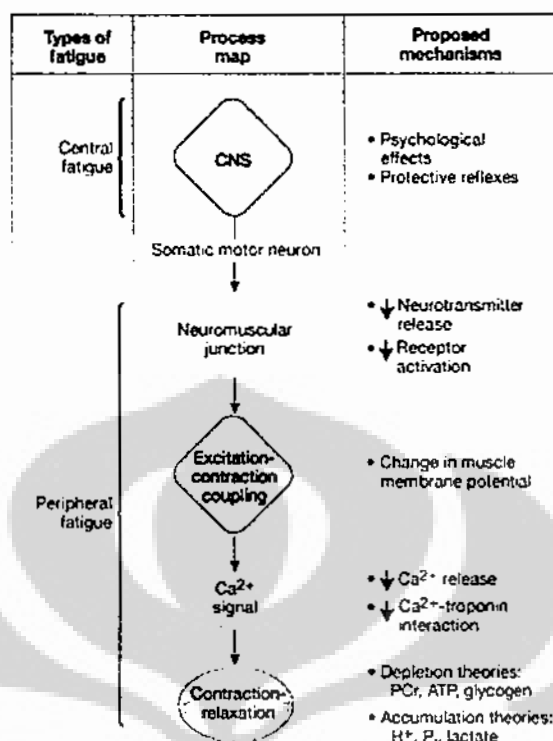 Types of fatigue
Process map
Proposed mechanisms
Central fatigue
CNS
• Psychological effects
• Protective reflexes
Somatic motor neuron
Neuromuscular junction
• ↓ Neurotransmitter release
• ↓ Receptor activation
Peripheral fatigue
Excitation-contraction coupling
• Change in muscle membrane potential
Ca2+ signal
• ↓ Ca2+ release
• ↓ Ca2+-troponin interaction
Contraction-relaxation
• Depletion theories: PCr, ATP, glycogen
• Accumulation theories: H+, Pi, lactate